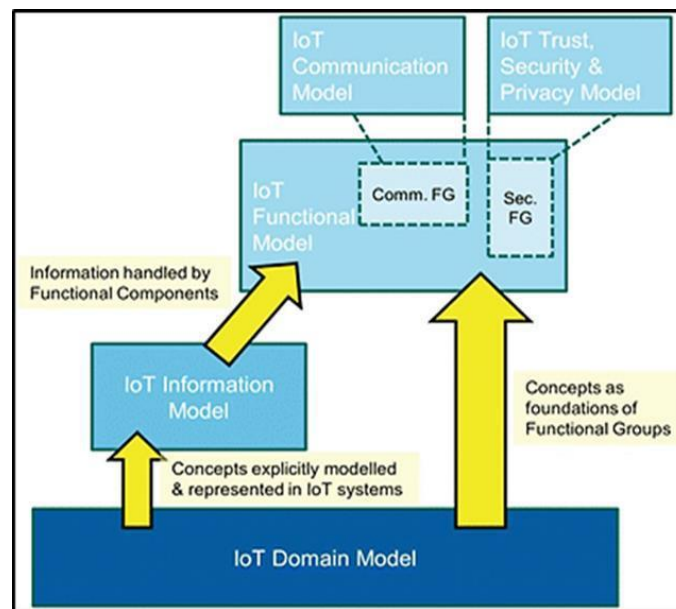 IoT
Communication
Model
IoT Trust,
Security &
Privacy Model
IoT
Functional
Model
Comm. FG
Sec.
FG
Information handled by
Functional Components
IoT Information
Model
Concepts as
foundations of
Functional Groups
Concepts explicitly modelled
& represented in IoT systems
IoT Domain Model